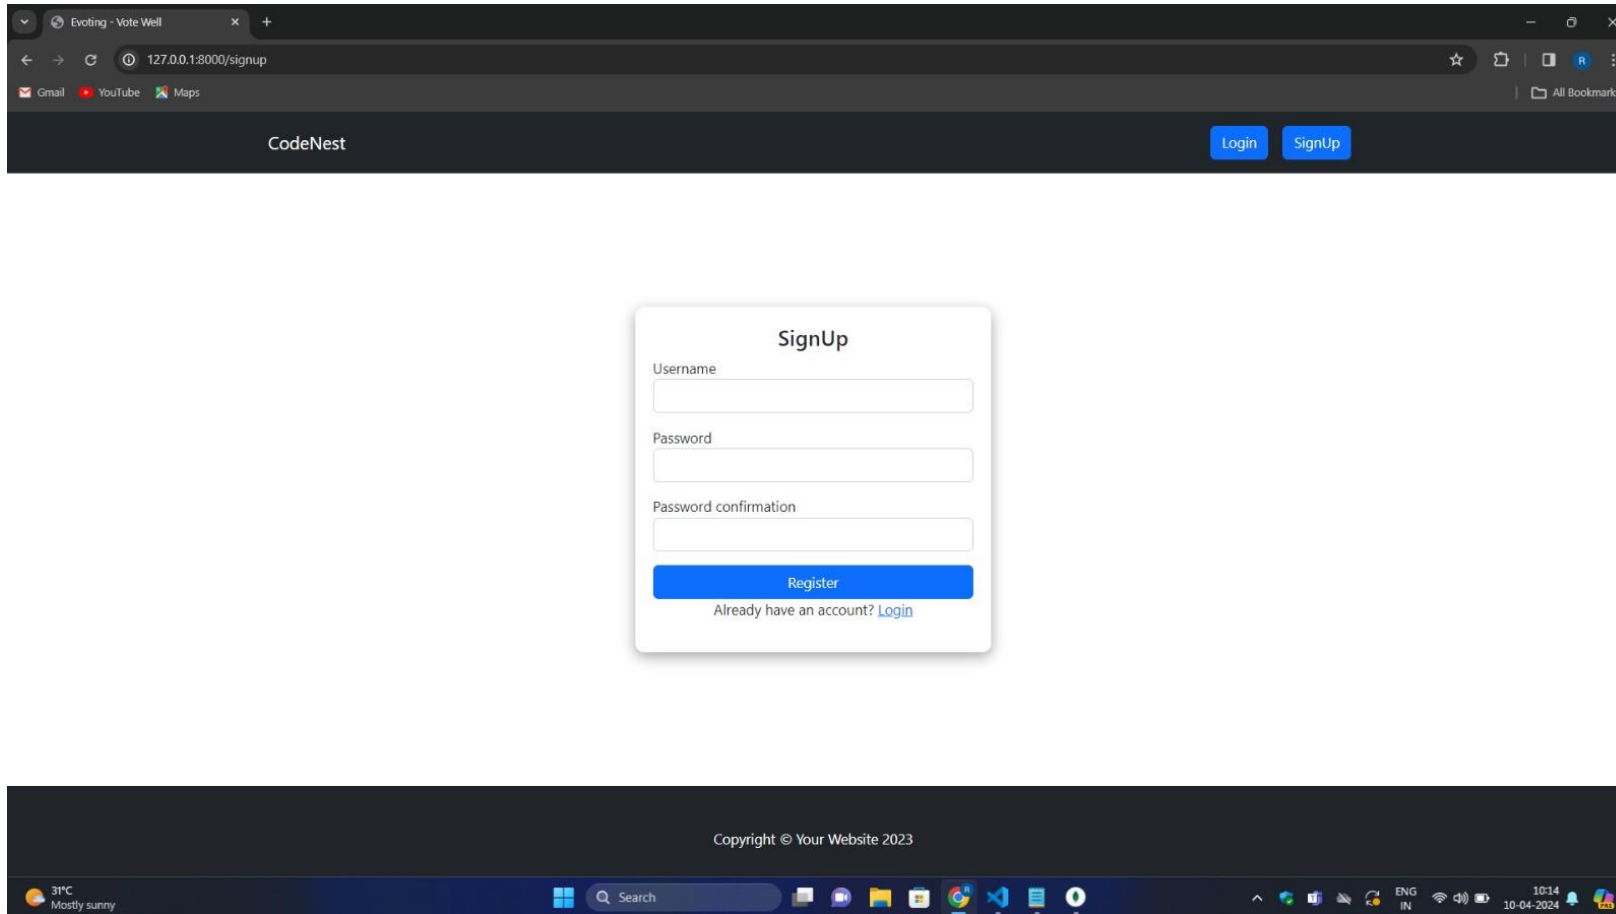 Evoting - Vote Well
127.0.0.1:8000/signup
Gmail YouTube Maps All Bookmark
CodeNest Login SignUp
SignUp
Username
Password
Password confirmation
Register
Already have an account? Login
Copyright © Your Website 2023
31°C
Mostly sunny
Search
ENG
IN
10:14
10-04-2024